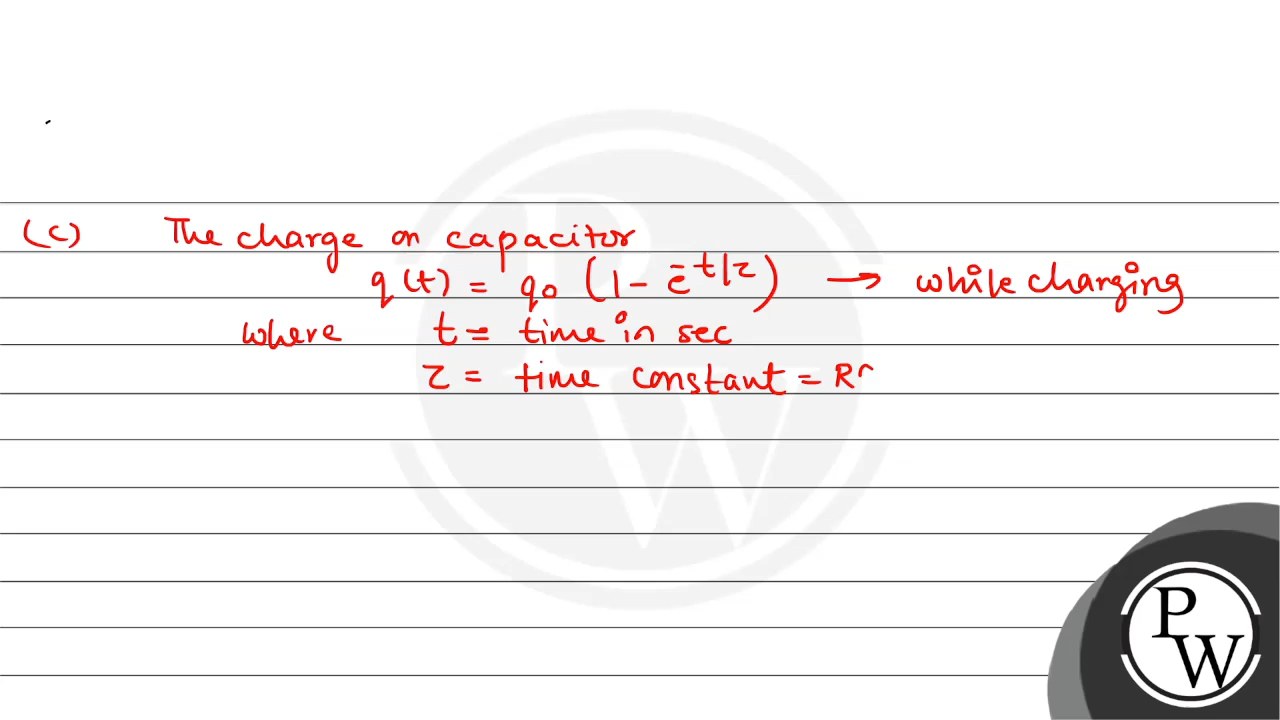 (c) The charge on capacitor
q(t) = q₀ (1 - e^-t/τ) → while charging
where t = time in sec
τ = time constant = R
P
W
P
W